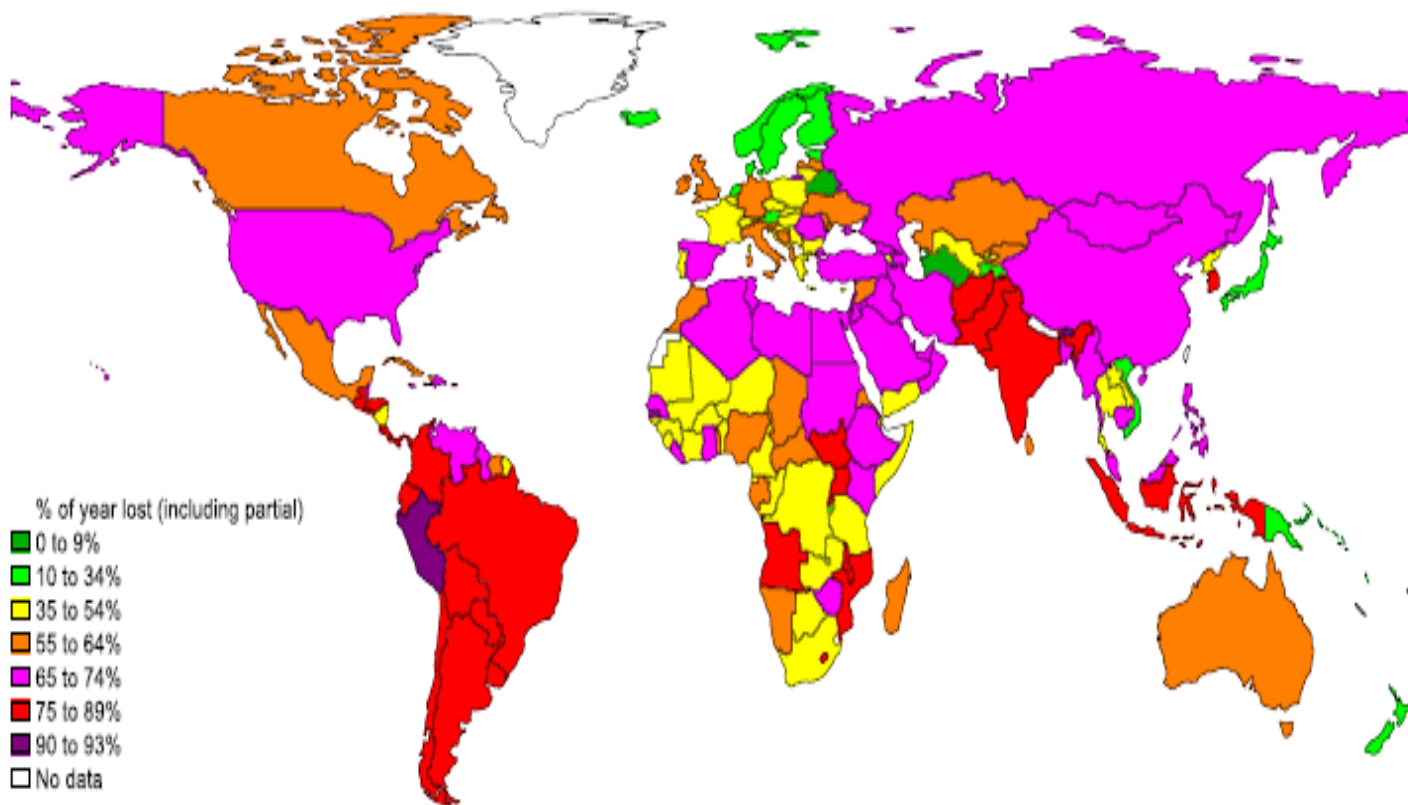 % of year lost (including partial)
0 to 9%
10 to 34%
35 to 54%
55 to 64%
65 to 74%
75 to 89%
90 to 93%
No data